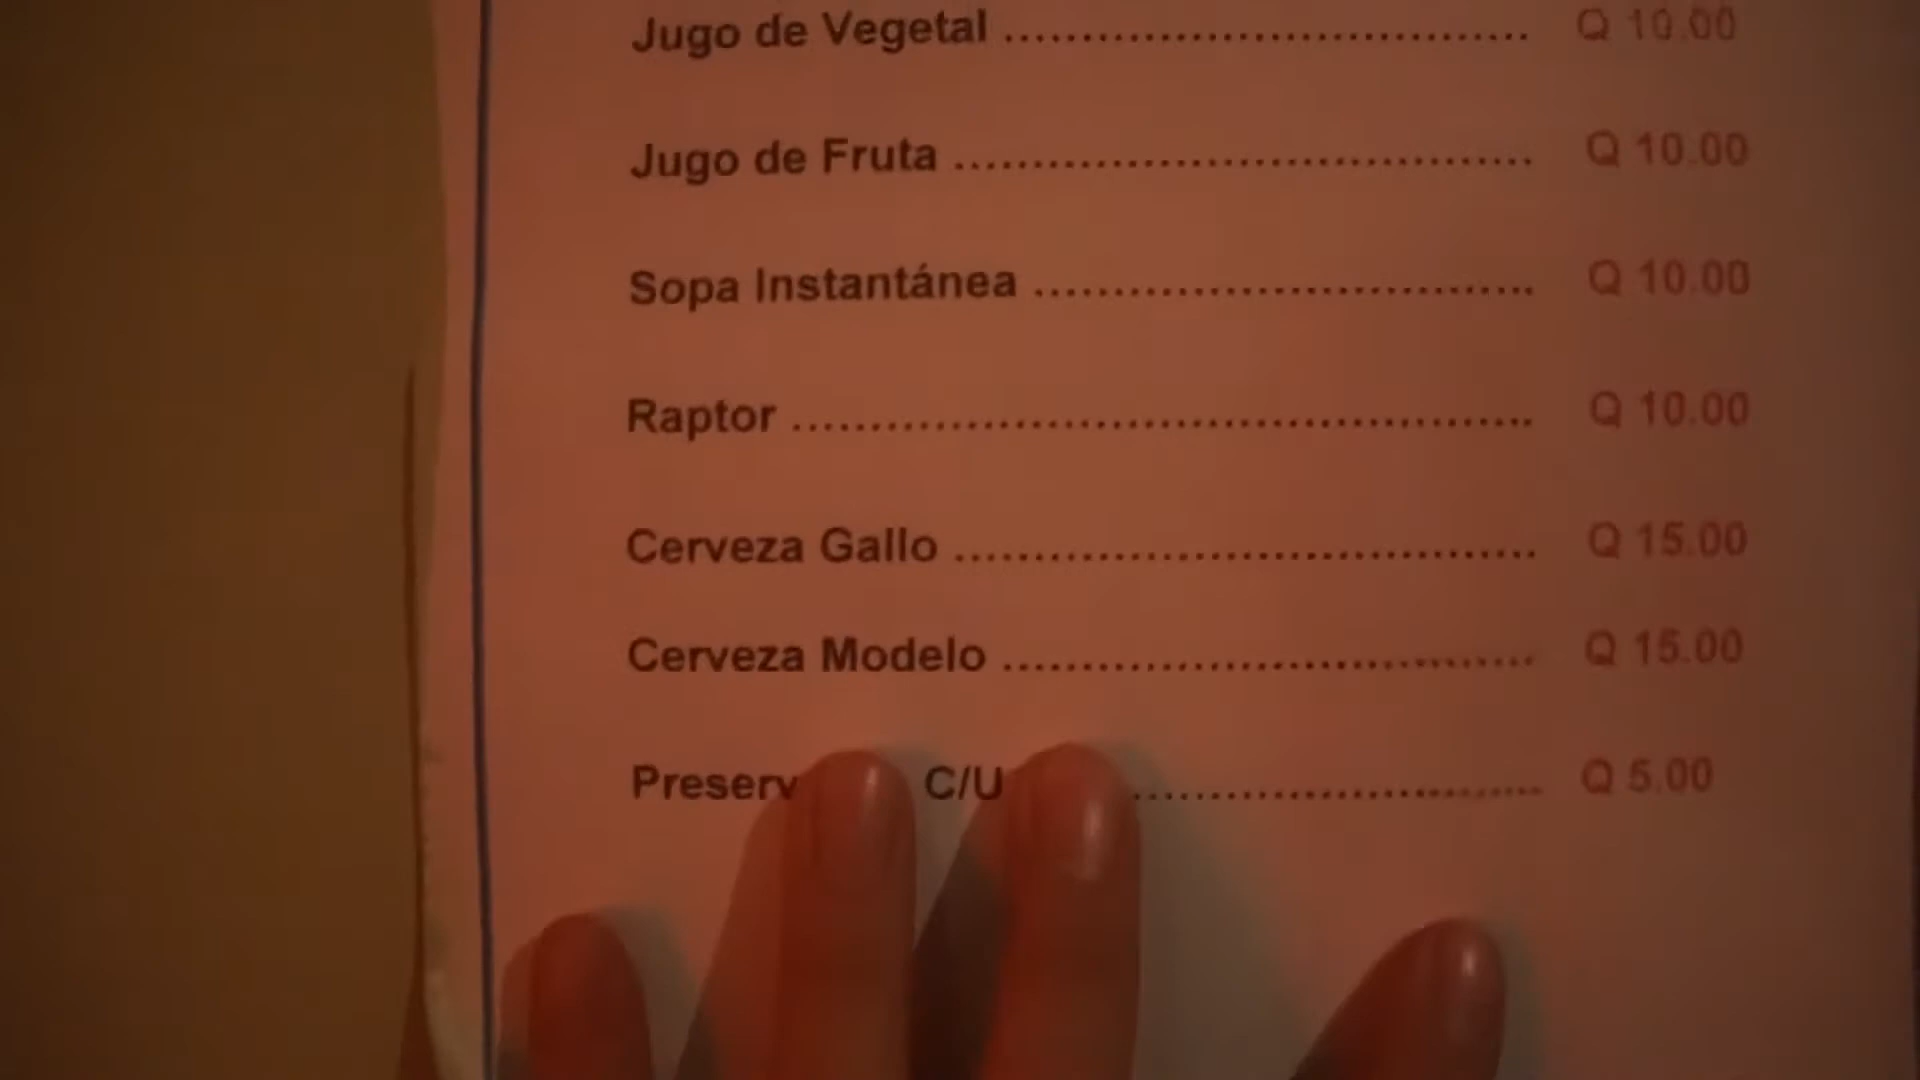 Jugo de Vegetal ................................. Q 10.00
Jugo de Fruta .................................... Q 10.00
Sopa Instantánea ................................ Q 10.00
Raptor .............................................. Q 10.00
Cerveza Gallo .................................... Q 15.00
Cerveza Modelo ................................. Q 15.00
C/U .......................... Q 5.00